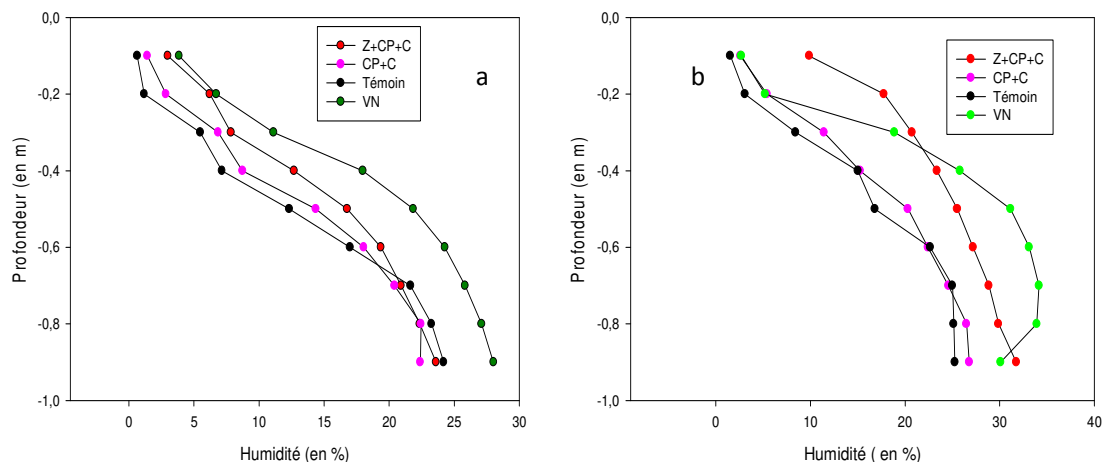 0,0
-0,2
-0,4
-0,6
-0,8
-1,0
Profondeur (en m)
Z+CP+C
CP+C
Témoin
VN
a
0 5 10 15 20 25 30
Humidité (en %)
0,0
-0,2
-0,4
-0,6
-0,8
-1,0
Profondeur (en m)
b
Z+CP+C
CP+C
Témoin
VN
0 10 20 30 40
Humidité ( en %)